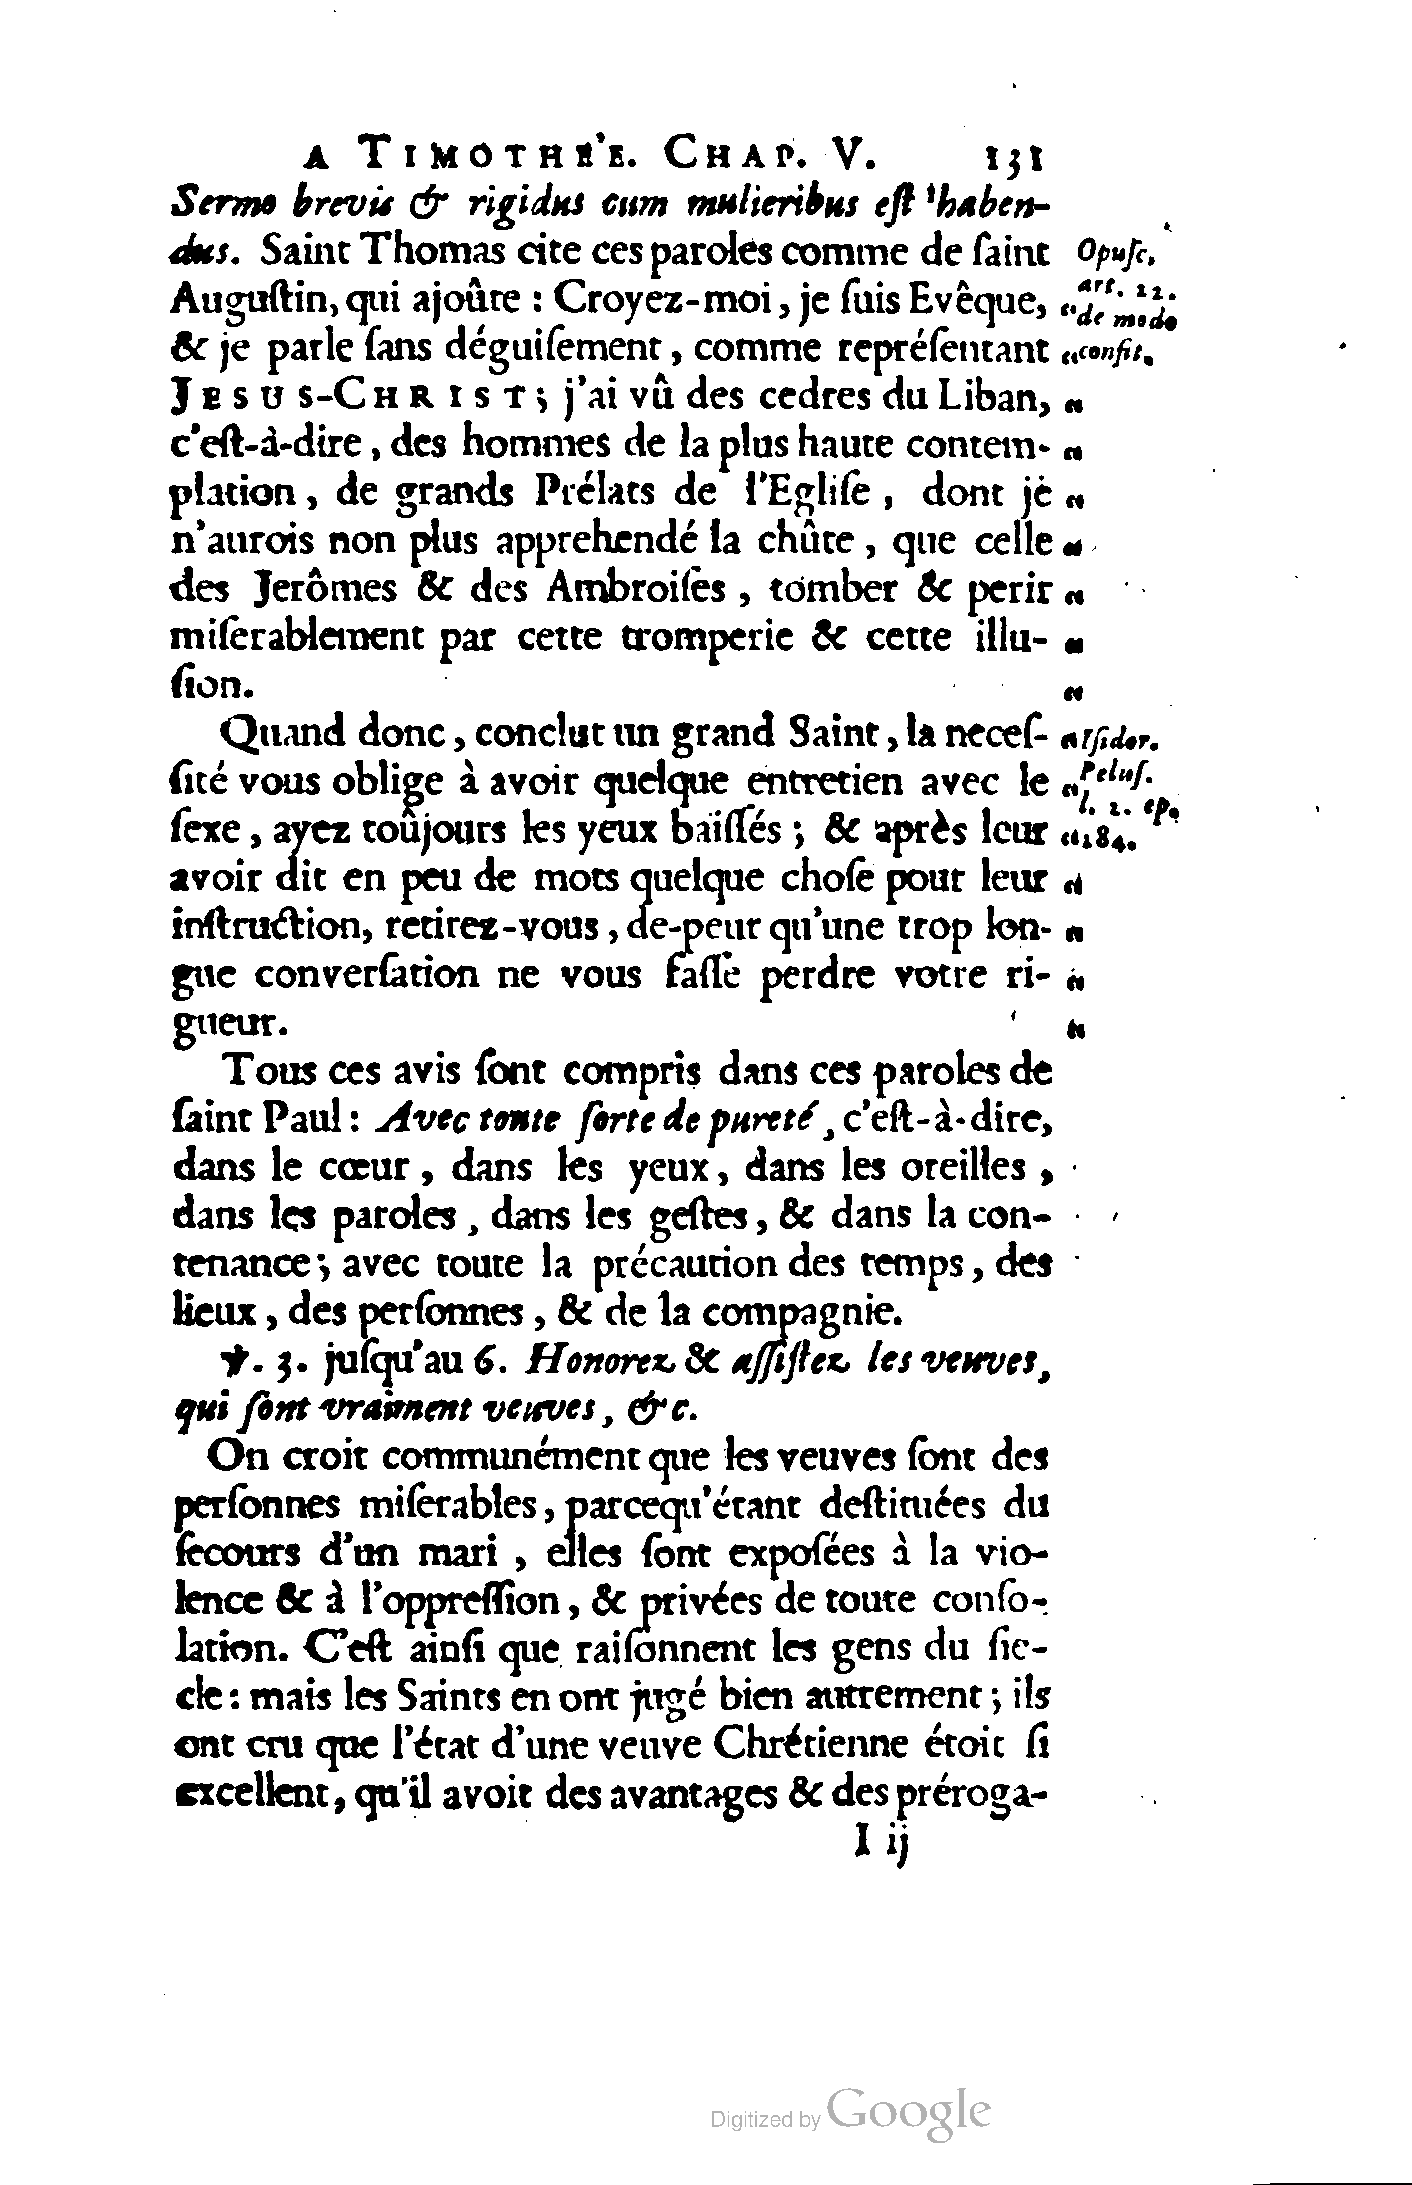 A TIMOTHE'E. CHAP. V. 131
Sermo brevis & rigidus cum mulieribus eſt haben-
dus. Saint Thomas cite ces paroles comme de ſaint Opuſc.
Auguſtin, qui ajoûte : Croyez-moi, je ſuis Evêque, “ art. 22.
de modo
& je parle ſans déguiſement, comme repréſentant “ confit.
JESUS-CHRIST; j'ai vû des cedres du Liban, “
c'eſt-à-dire, des hommes de la plus haute contem- “
plation, de grands Prélats de l'Egliſe, dont je “
n'aurois non plus apprehendé la chûte, que celle “
des Jerômes & des Ambroiſes, tomber & perir “
miſerablement par cette tromperie & cette illu- “
ſion. “
Quand donc, conclut un grand Saint, la neceſ- “ Iſidor.
ſité vous oblige à avoir quelque entretien avec le “ Peluſ.
l. 2. ep.
ſexe, ayez toûjours les yeux baiſſés ; & après leur “ 284.
avoir dit en peu de mots quelque choſe pour leur “
inſtruction, retirez-vous, de-peur qu'une trop lon- “
gue converſation ne vous faſſe perdre votre ri- “
gueur. “
Tous ces avis ſont compris dans ces paroles de
ſaint Paul : Avec toute ſorte de pureté, c'eſt-à-dire,
dans le cœur, dans les yeux, dans les oreilles,
dans les paroles, dans les geſtes, & dans la con-
tenance ; avec toute la précaution des temps, des
lieux, des perſonnes, & de la compagnie.
℣. 3. juſqu'au 6. Honorez & aſſiſtez les veuves,
qui ſont vraiment veuves, &c.
On croit communément que les veuves ſont des
perſonnes miſerables, parcequ'étant deſtituées du
ſecours d'un mari, elles ſont expoſées à la vio-
lence & à l'oppreſſion, & privées de toute conſo-
lation. C'eſt ainſi que raiſonnent les gens du ſie-
cle : mais les Saints en ont jugé bien autrement ; ils
ont cru que l'état d'une veuve Chrétienne étoit ſi
excellent, qu'il avoit des avantages & des préroga-
I ij
Digitized by Google